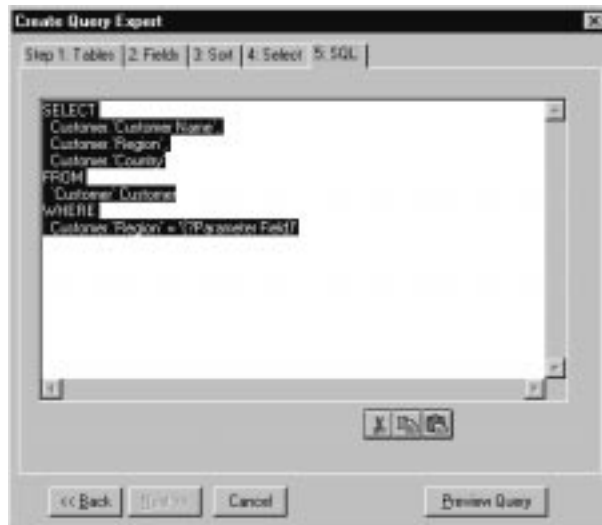 Create Query Expert
Step 1: Tables 2: Fields 3: Sort 4: Select 5: SQL
SELECT
Customer.`Customer Name`,
Customer.`Region`,
Customer.`Country`
FROM
`Customer` Customer
WHERE
Customer.`Region` = '{?Parameter Field}'
<< Back Next >> Cancel Preview Query